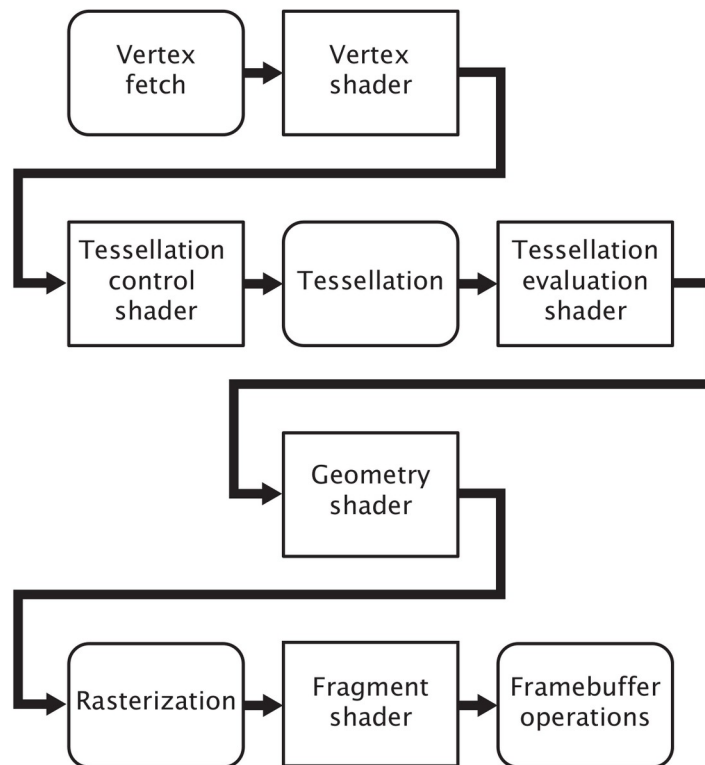 Vertex
fetch
Vertex
shader
Tessellation
control
shader
Tessellation
Tessellation
evaluation
shader
Geometry
shader
Rasterization
Fragment
shader
Framebuffer
operations